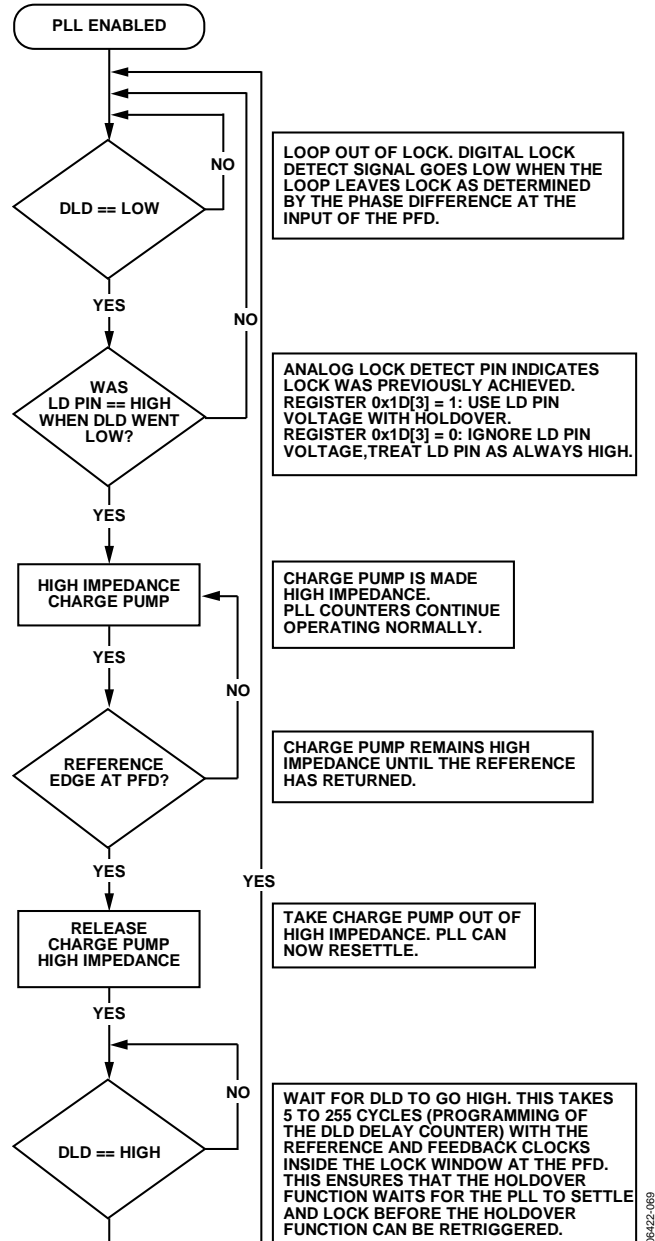 PLL ENABLED
NO
LOOP OUT OF LOCK. DIGITAL LOCK
DETECT SIGNAL GOES LOW WHEN THE
LOOP LEAVES LOCK AS DETERMINED
BY THE PHASE DIFFERENCE AT THE
INPUT OF THE PFD.
DLD == LOW
YES
NO
WAS
LD PIN == HIGH
WHEN DLD WENT
LOW?
ANALOG LOCK DETECT PIN INDICATES
LOCK WAS PREVIOUSLY ACHIEVED.
REGISTER 0x1D[3] = 1: USE LD PIN
VOLTAGE WITH HOLDOVER.
REGISTER 0x1D[3] = 0: IGNORE LD PIN
VOLTAGE,TREAT LD PIN AS ALWAYS HIGH.
YES
HIGH IMPEDANCE
CHARGE PUMP
CHARGE PUMP IS MADE
HIGH IMPEDANCE.
PLL COUNTERS CONTINUE
OPERATING NORMALLY.
YES
NO
REFERENCE
EDGE AT PFD?
CHARGE PUMP REMAINS HIGH
IMPEDANCE UNTIL THE REFERENCE
HAS RETURNED.
YES
YES
RELEASE
CHARGE PUMP
HIGH IMPEDANCE
TAKE CHARGE PUMP OUT OF
HIGH IMPEDANCE. PLL CAN
NOW RESETTLE.
YES
NO
DLD == HIGH
WAIT FOR DLD TO GO HIGH. THIS TAKES
5 TO 255 CYCLES (PROGRAMMING OF
THE DLD DELAY COUNTER) WITH THE
REFERENCE AND FEEDBACK CLOCKS
INSIDE THE LOCK WINDOW AT THE PFD.
THIS ENSURES THAT THE HOLDOVER
FUNCTION WAITS FOR THE PLL TO SETTLE
AND LOCK BEFORE THE HOLDOVER
FUNCTION CAN BE RETRIGGERED.
06422-069